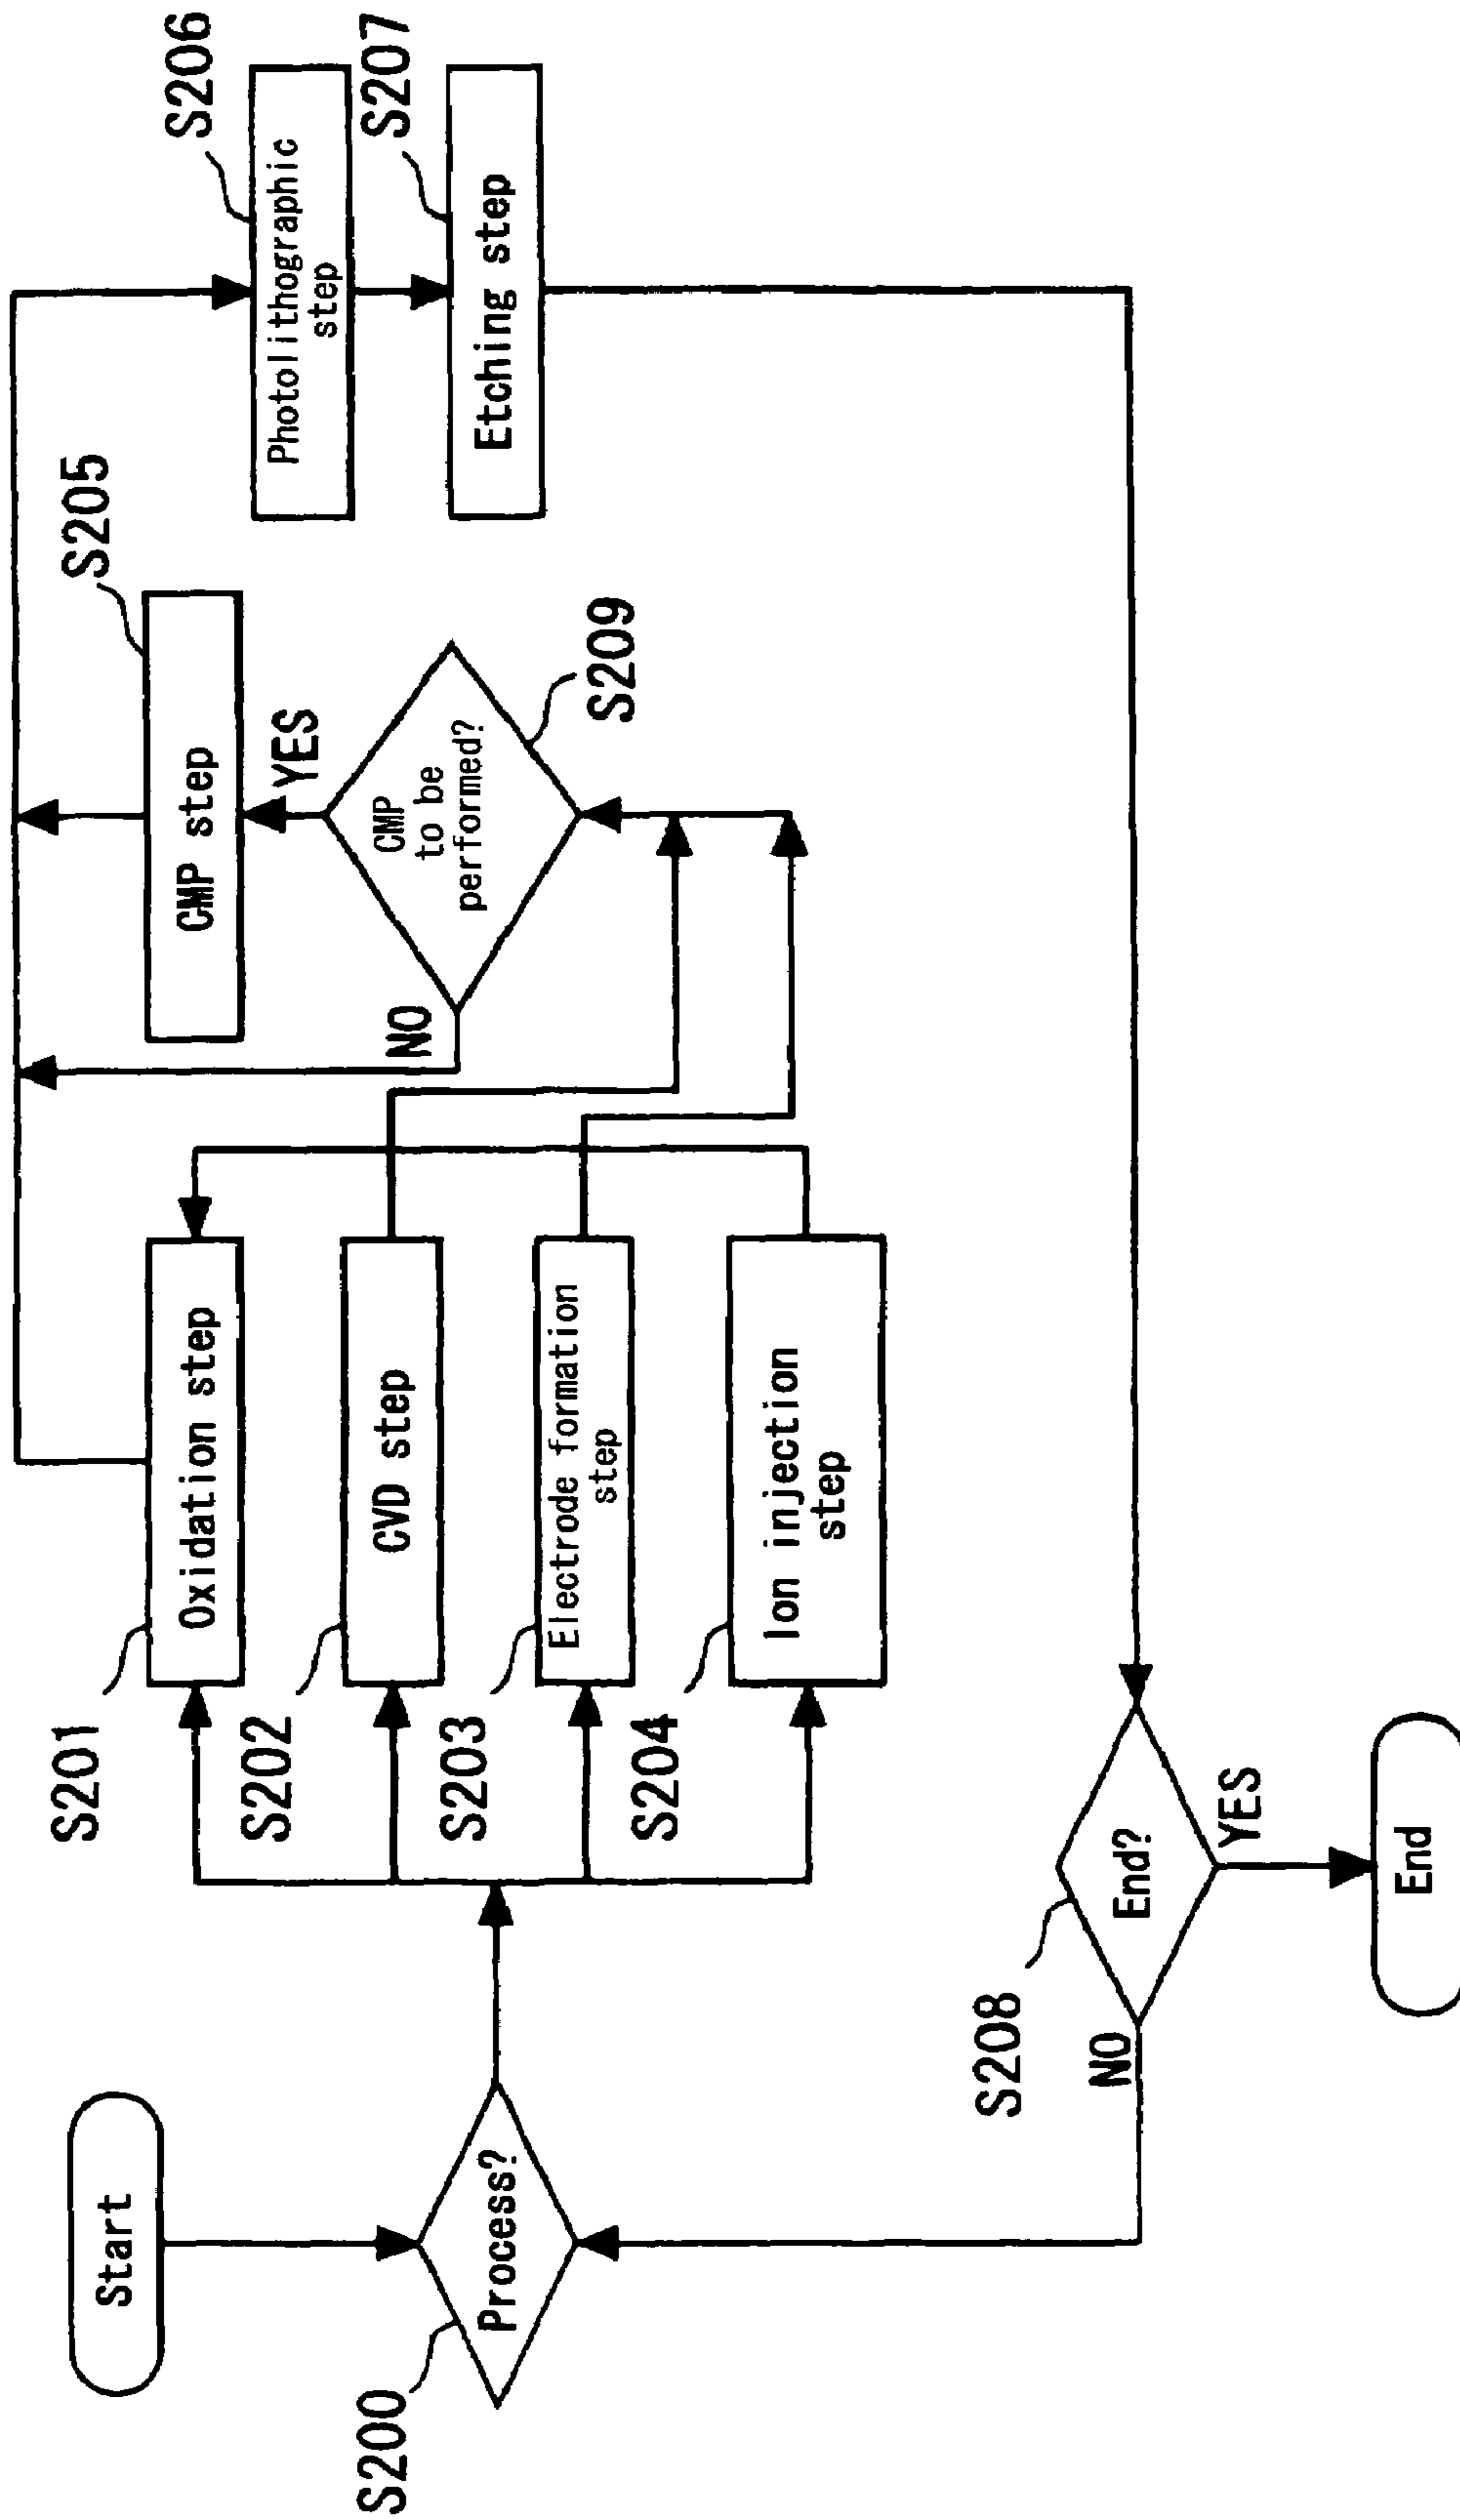 start
S200
Process?
S201
Oxidation step
S202
CVD step
S203
Electrode formation
step
S204
Ion injection
step
S205
CMP step
YES
CMP
to be
performed?
S209
NO
S206
Photolithographic
step
S207
Etching step
S208
End?
NO
YES
End